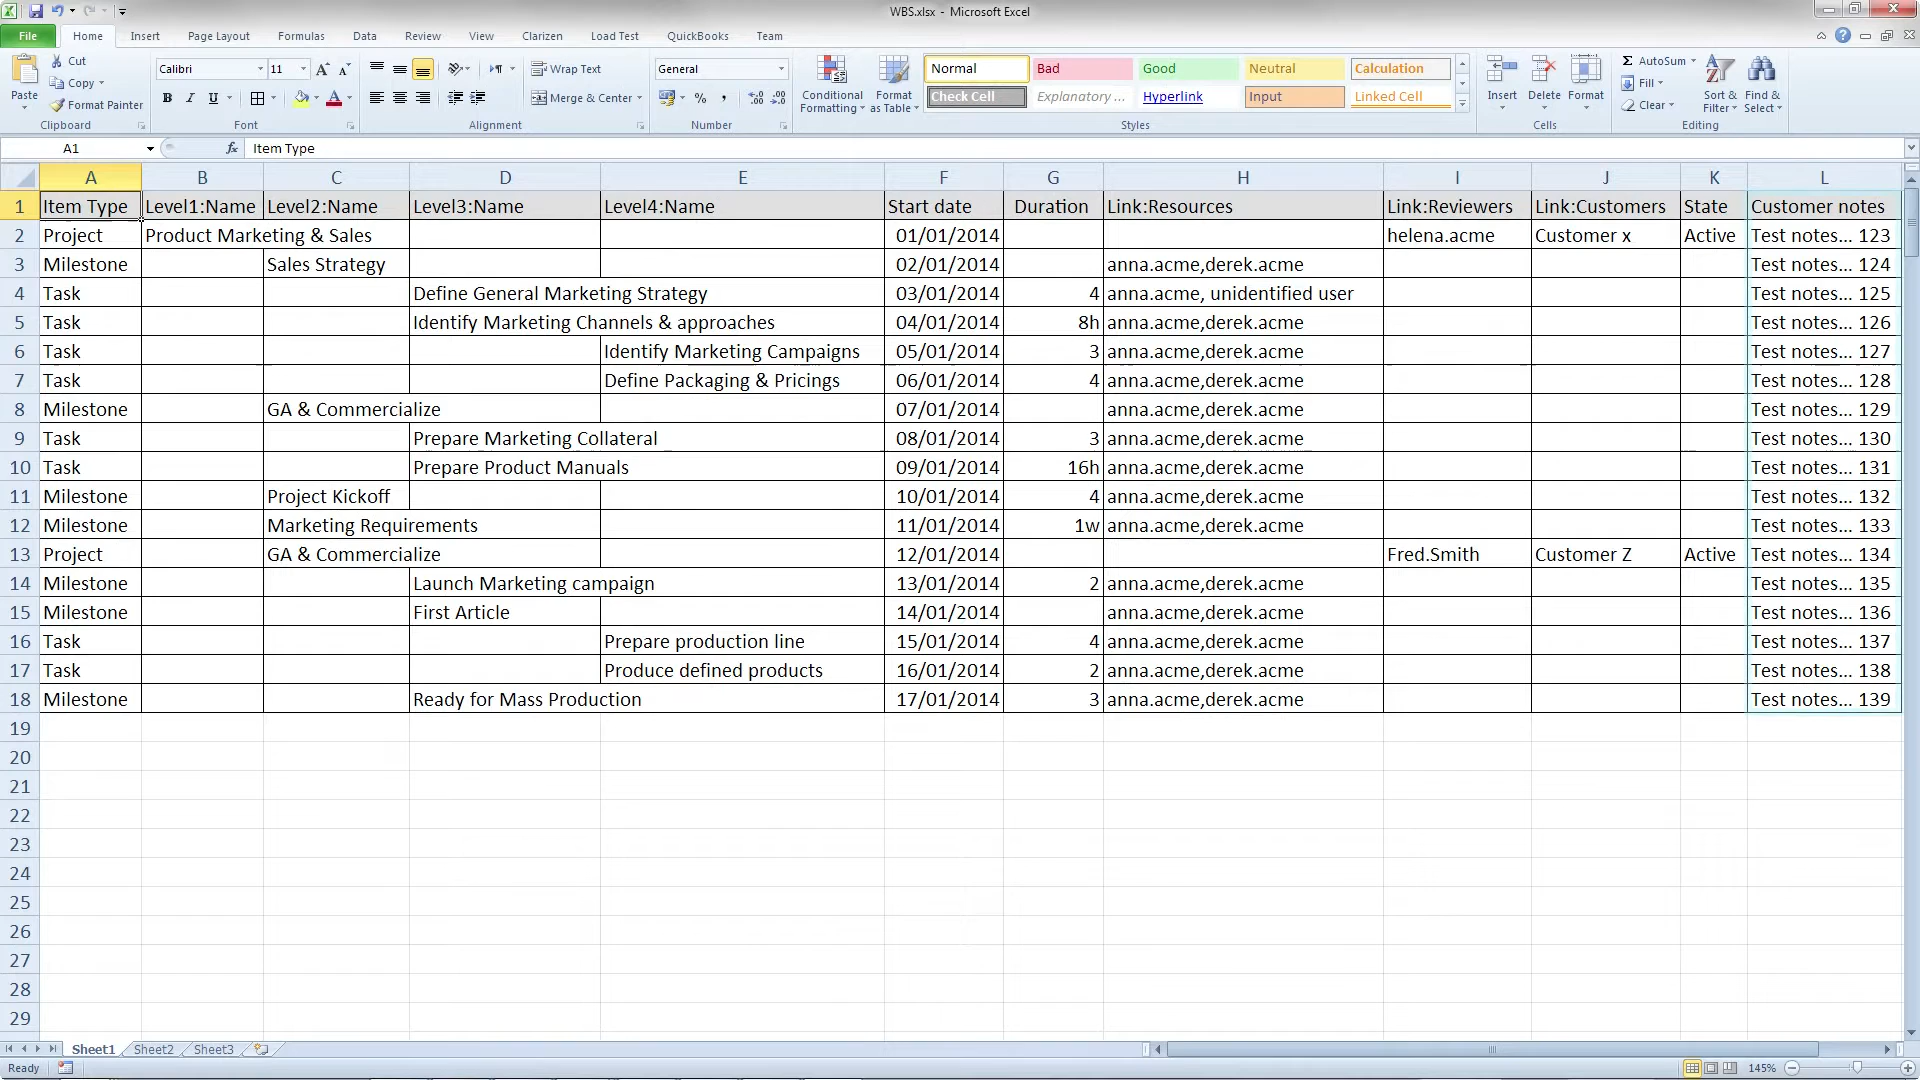 WBS.xlsx - Microsoft Excel
File Home Insert Page Layout Formulas Data Review View Clarizen Load Test QuickBooks Team
Paste
Cut
Copy
Format Painter
Clipboard
Calibri 11
B I U
Font
Wrap Text
Merge & Center
Alignment
General
Number
Conditional Formatting
Format as Table
Normal Bad Good Neutral Calculation
Check Cell Explanatory ... Hyperlink Input Linked Cell
Styles
Insert Delete Format
Cells
Σ AutoSum
Fill
Clear
Sort & Filter
Find & Select
Editing
A1 fx Item Type
A B C D E F G H I J K L
1 Item Type Level1:Name Level2:Name Level3:Name Level4:Name Start date Duration Link:Resources Link:Reviewers Link:Customers State Customer notes
2 Project Product Marketing & Sales 01/01/2014 helena.acme Customer x Active Test notes... 123
3 Milestone Sales Strategy 02/01/2014 anna.acme,derek.acme Test notes... 124
4 Task Define General Marketing Strategy 03/01/2014 4 anna.acme, unidentified user Test notes... 125
5 Task Identify Marketing Channels & approaches 04/01/2014 8h anna.acme,derek.acme Test notes... 126
6 Task Identify Marketing Campaigns 05/01/2014 3 anna.acme,derek.acme Test notes... 127
7 Task Define Packaging & Pricings 06/01/2014 4 anna.acme,derek.acme Test notes... 128
8 Milestone GA & Commercialize 07/01/2014 anna.acme,derek.acme Test notes... 129
9 Task Prepare Marketing Collateral 08/01/2014 3 anna.acme,derek.acme Test notes... 130
10 Task Prepare Product Manuals 09/01/2014 16h anna.acme,derek.acme Test notes... 131
11 Milestone Project Kickoff 10/01/2014 4 anna.acme,derek.acme Test notes... 132
12 Milestone Marketing Requirements 11/01/2014 1w anna.acme,derek.acme Test notes... 133
13 Project GA & Commercialize 12/01/2014 Fred.Smith Customer Z Active Test notes... 134
14 Milestone Launch Marketing campaign 13/01/2014 2 anna.acme,derek.acme Test notes... 135
15 Milestone First Article 14/01/2014 anna.acme,derek.acme Test notes... 136
16 Task Prepare production line 15/01/2014 4 anna.acme,derek.acme Test notes... 137
17 Task Produce defined products 16/01/2014 2 anna.acme,derek.acme Test notes... 138
18 Milestone Ready for Mass Production 17/01/2014 3 anna.acme,derek.acme Test notes... 139
19
20
21
22
23
24
25
26
27
28
29
Sheet1 Sheet2 Sheet3
Ready 145%